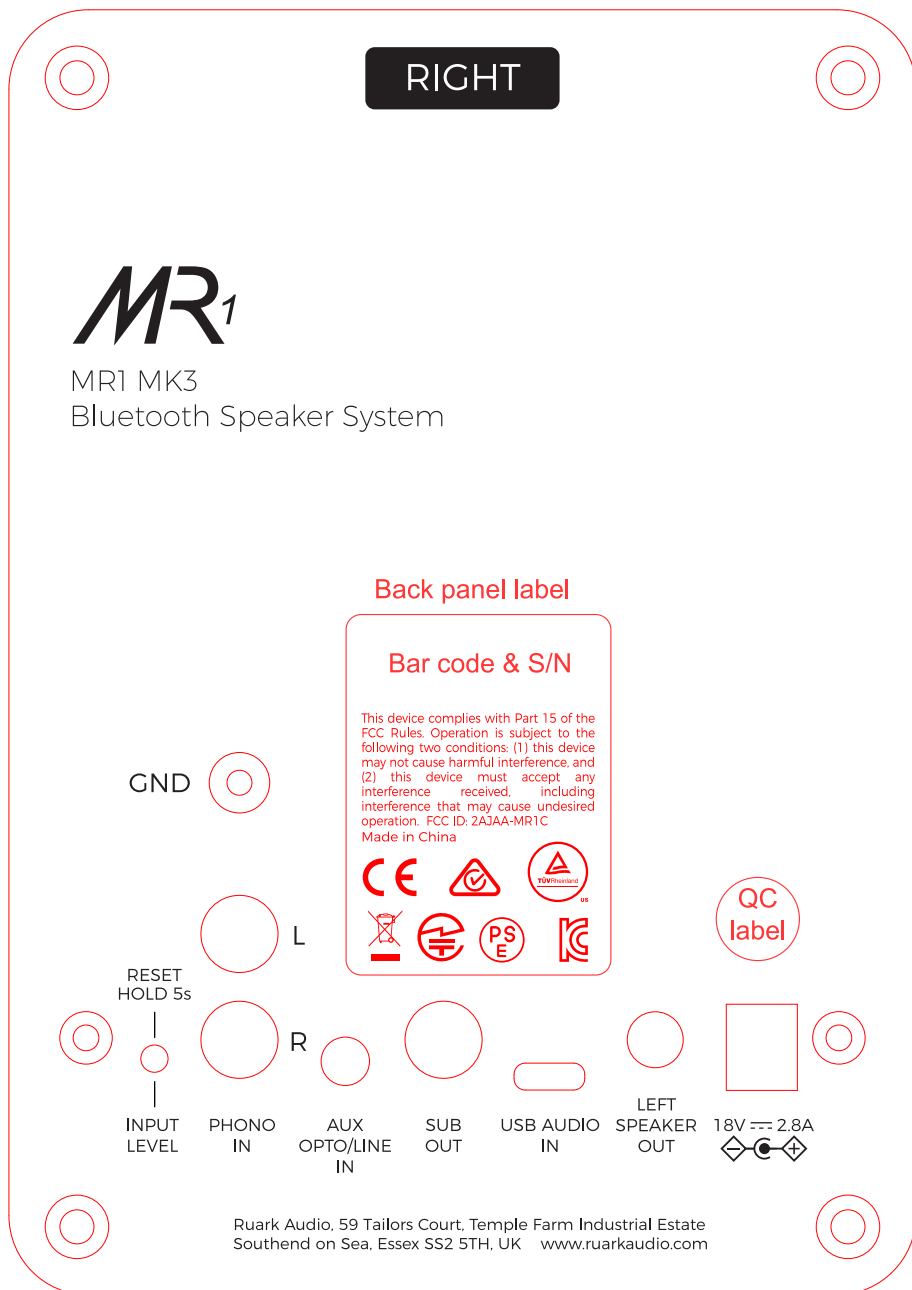 RIGHT
MR1
MR1 MK3
Bluetooth Speaker System
Back panel label
Bar code & S/N
This device complies with Part 15 of the
FCC Rules. Operation is subject to the
following two conditions: (1) this device
may not cause harmful interference, and
(2) this device must accept any
interference received, including
interference that may cause undesired
operation. FCC ID: 2AJAA-MR1C
Made in China
CE
TÜVRheinland
US
PS
E
GND
QC
label
L
RESET
HOLD 5s
R
INPUT
LEVEL
PHONO
IN
AUX
OPTO/LINE
IN
SUB
OUT
USB AUDIO
IN
LEFT
SPEAKER
OUT
18V ⎓ 2.8A
Ruark Audio, 59 Tailors Court, Temple Farm Industrial Estate
Southend on Sea, Essex SS2 5TH, UK www.ruarkaudio.com